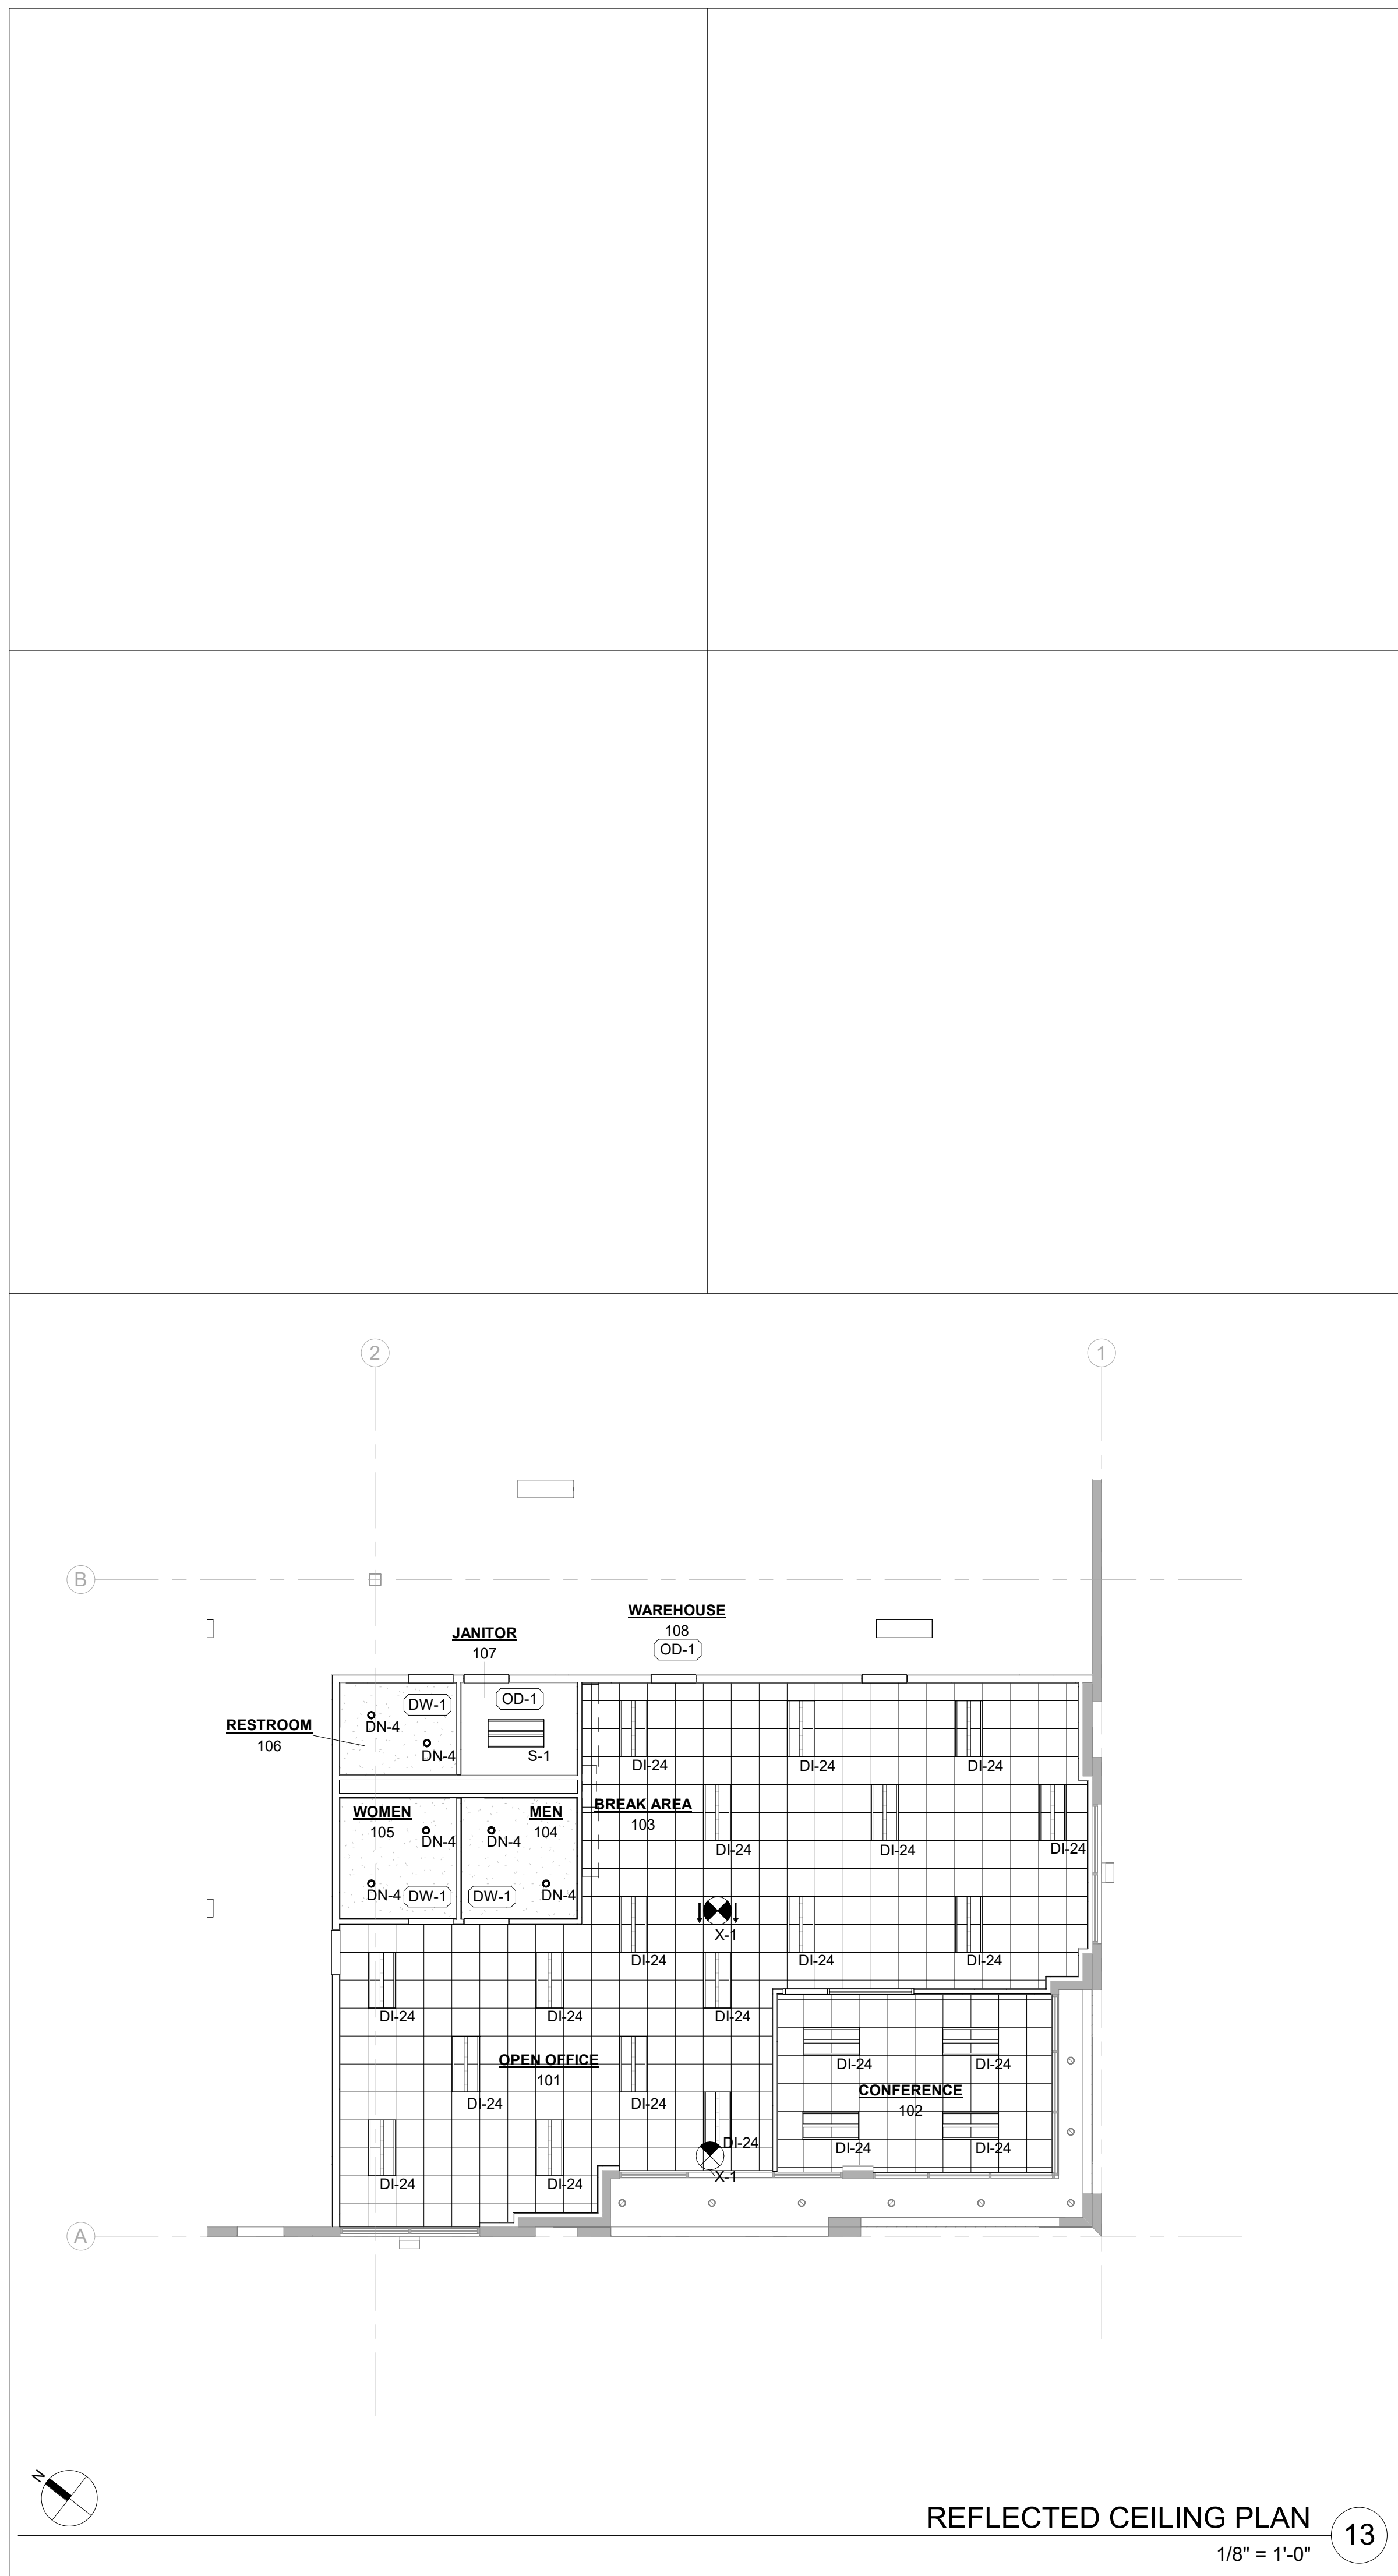 2
1
B
WAREHOUSE
108
OD-1
JANITOR
107
DW-1
OD-1
RESTROOM
106
DN-4
DN-4
S-1
DI-24
DI-24
DI-24
WOMEN
105
MEN
104
BREAK AREA
103
DN-4
DN-4
DI-24
DI-24
DI-24
DN-4
DW-1
DW-1
DN-4
X-1
DI-24
DI-24
DI-24
DI-24
DI-24
DI-24
OPEN OFFICE
101
DI-24
DI-24
CONFERENCE
102
DI-24
DI-24
DI-24
DI-24
DI-24
X-1
DI-24
DI-24
A
N
REFLECTED CEILING PLAN
13
1/8" = 1'-0"